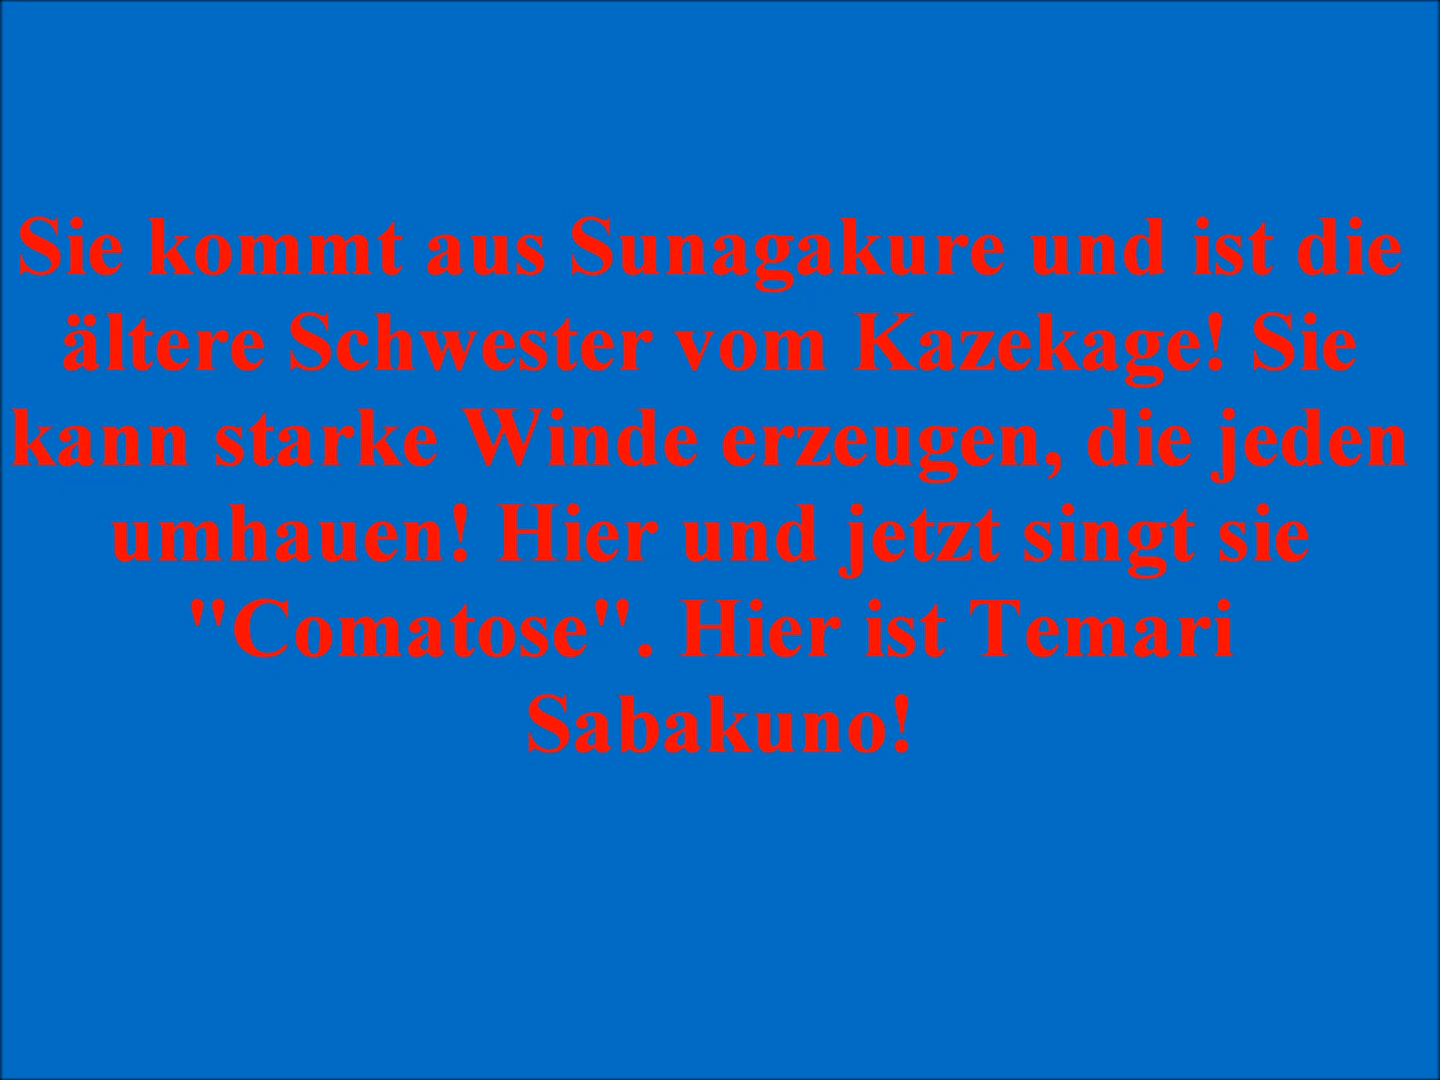 Sie kommt aus Sunagakure und ist die
ältere Schwester vom Kazekage! Sie
kann starke Winde erzeugen, die jeden
umhauen! Hier und jetzt singt sie
"Comatose". Hier ist Temari
Sabakuno!